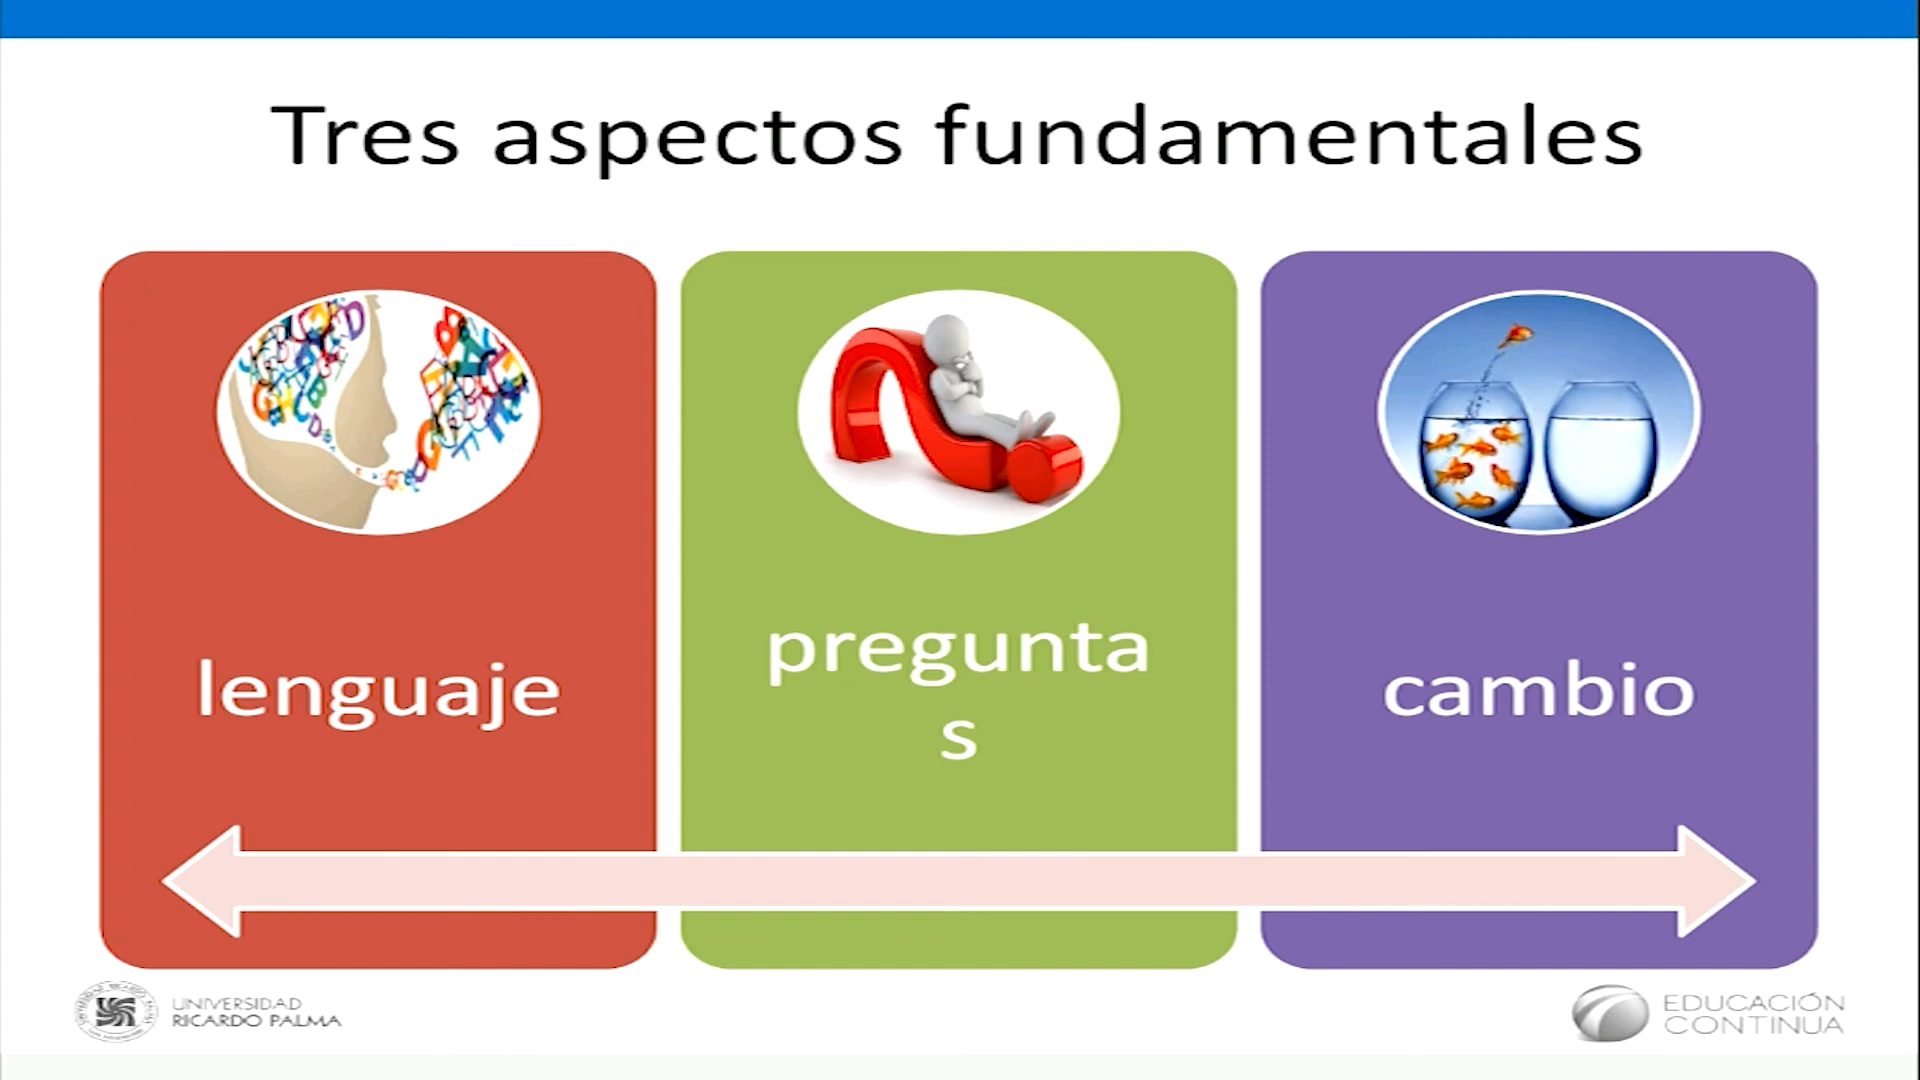 Tres aspectos fundamentales
lenguaje
pregunta
s
cambio
UNIVERSIDAD
RICARDO PALMA
EDUCACIÓN
CONTINUA